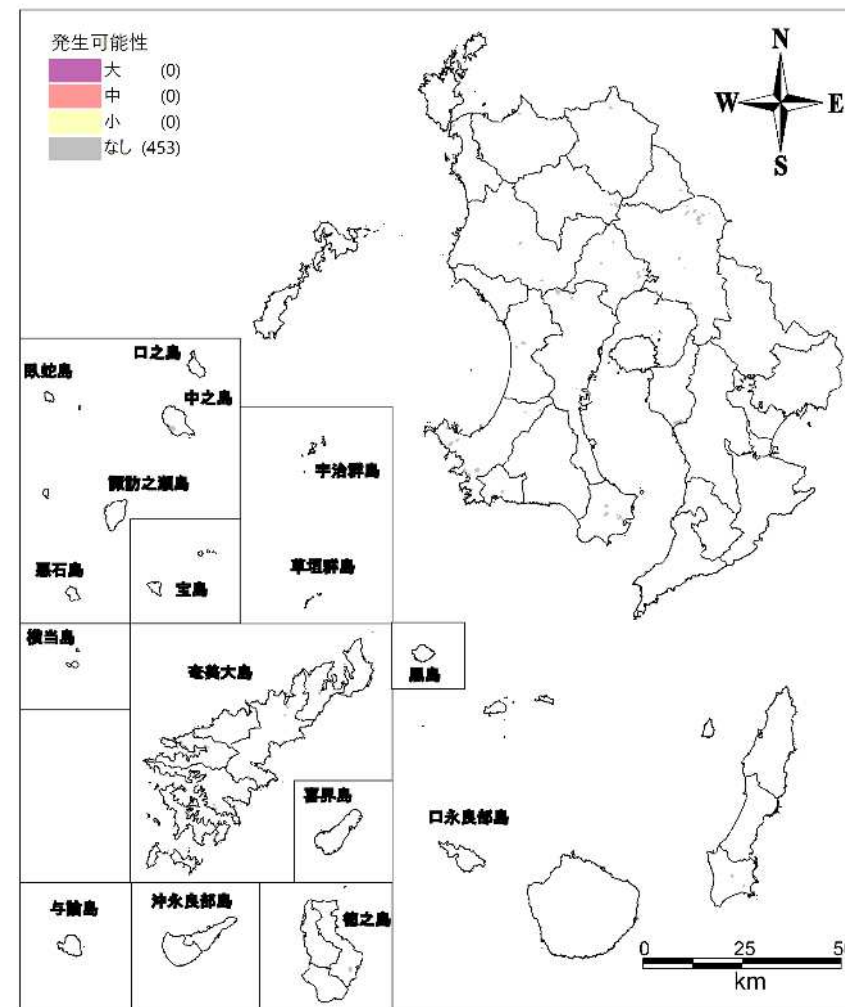 発生可能性
大 (0)
中 (0)
小 (0)
なし (453)
N
W E
S
口之島
臥蛇島
中之島
宇治群島
諏訪之瀬島
悪石島
宝島
草垣群島
横当島
奄美大島
黒島
喜界島
口永良部島
与論島
沖永良部島
徳之島
0 25 50
km